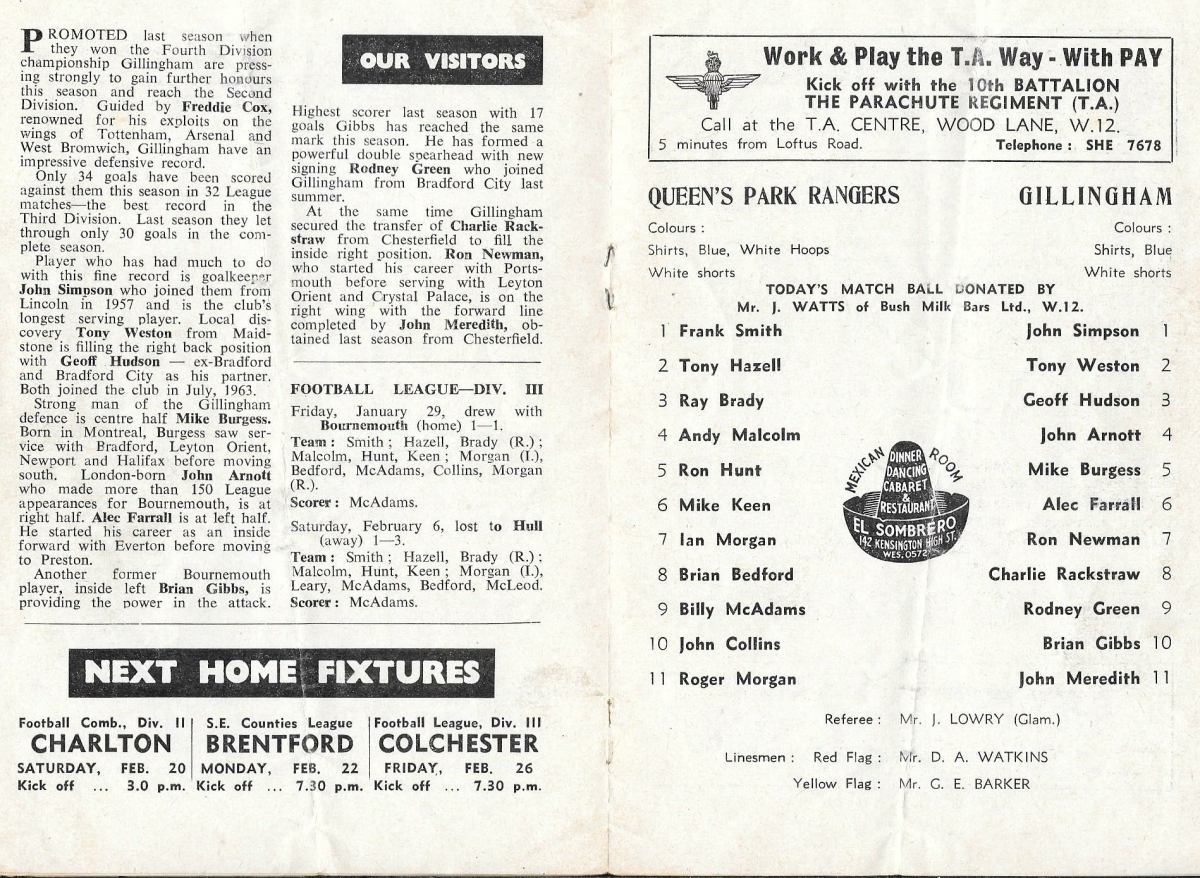 PROMOTED last season when
they won the Fourth Division
championship Gillingham are press-
ing strongly to gain further honours
this season and reach the Second
Division. Guided by Freddie Cox,
renowned for his exploits on the
wings of Tottenham, Arsenal and
West Bromwich, Gillingham have an
impressive defensive record.
Only 34 goals have been scored
against them this season in 32 League
matches—the best record in the
Third Division. Last season they let
through only 30 goals in the com-
plete season.
Player who has had much to do
with this fine record is goalkeeper
John Simpson who joined them from
Lincoln in 1957 and is the club's
longest serving player. Local dis-
covery Tony Weston from Maid-
stone is filling the right back position
with Geoff Hudson — ex-Bradford
and Bradford City as his partner.
Both joined the club in July, 1963.
Strong man of the Gillingham
defence is centre half Mike Burgess.
Born in Montreal, Burgess saw ser-
vice with Bradford, Leyton Orient,
Newport and Halifax before moving
south. London-born John Arnott
who made more than 150 League
appearances for Bournemouth, is at
right half. Alec Farrall is at left half.
He started his career as an inside
forward with Everton before moving
to Preston.
Another former Bournemouth
player, inside left Brian Gibbs, is
providing the power in the attack.
OUR VISITORS
Highest scorer last season with 17
goals Gibbs has reached the same
mark this season. He has formed a
powerful double spearhead with new
signing Rodney Green who joined
Gillingham from Bradford City last
summer.
At the same time Gillingham
secured the transfer of Charlie Rack-
straw from Chesterfield to fill the
inside right position. Ron Newman,
who started his career with Ports-
mouth before serving with Leyton
Orient and Crystal Palace, is on the
right wing with the forward line
completed by John Meredith, ob-
tained last season from Chesterfield.
FOOTBALL LEAGUE—DIV. III
Friday, January 29, drew with
Bournemouth (home) 1—1.
Team: Smith; Hazell, Brady (R.);
Malcolm, Hunt, Keen; Morgan (I.),
Bedford, McAdams, Collins, Morgan
(R.).
Scorer: McAdams.
Saturday, February 6, lost to Hull
(away) 1—3.
Team: Smith; Hazell, Brady (R.);
Malcolm, Hunt, Keen; Morgan (I.),
Leary, McAdams, Bedford, McLeod.
Scorer: McAdams.
NEXT HOME FIXTURES
Football Comb., Div. II
CHARLTON
SATURDAY, FEB. 20
Kick off ... 3.0 p.m.
S.E. Counties League
BRENTFORD
MONDAY, FEB. 22
Kick off ... 7.30 p.m.
Football League, Div. III
COLCHESTER
FRIDAY, FEB. 26
Kick off ... 7.30 p.m.
Work & Play the T.A. Way - With PAY
Kick off with the 10th BATTALION
THE PARACHUTE REGIMENT (T.A.)
Call at the T.A. CENTRE, WOOD LANE, W.12.
5 minutes from Loftus Road. Telephone: SHE 7678
QUEEN'S PARK RANGERS GILLINGHAM
Colours: Colours:
Shirts, Blue, White Hoops Shirts, Blue
White shorts White shorts
TODAY'S MATCH BALL DONATED BY
Mr. J. WATTS of Bush Milk Bars Ltd., W.12.
1 Frank Smith John Simpson 1
2 Tony Hazell Tony Weston 2
3 Ray Brady Geoff Hudson 3
4 Andy Malcolm John Arnott 4
5 Ron Hunt Mike Burgess 5
6 Mike Keen Alec Farrall 6
7 Ian Morgan Ron Newman 7
8 Brian Bedford Charlie Rackstraw 8
9 Billy McAdams Rodney Green 9
10 John Collins Brian Gibbs 10
11 Roger Morgan John Meredith 11
MEXICAN ROOM
DINNER
DANCING
CABARET
&
RESTAURANT
EL SOMBRERO
142 KENSINGTON HIGH ST.
WES. 0572
Referee: Mr. J. LOWRY (Glam.)
Linesmen: Red Flag: Mr. D. A. WATKINS
Yellow Flag: Mr. G. E. BARKER